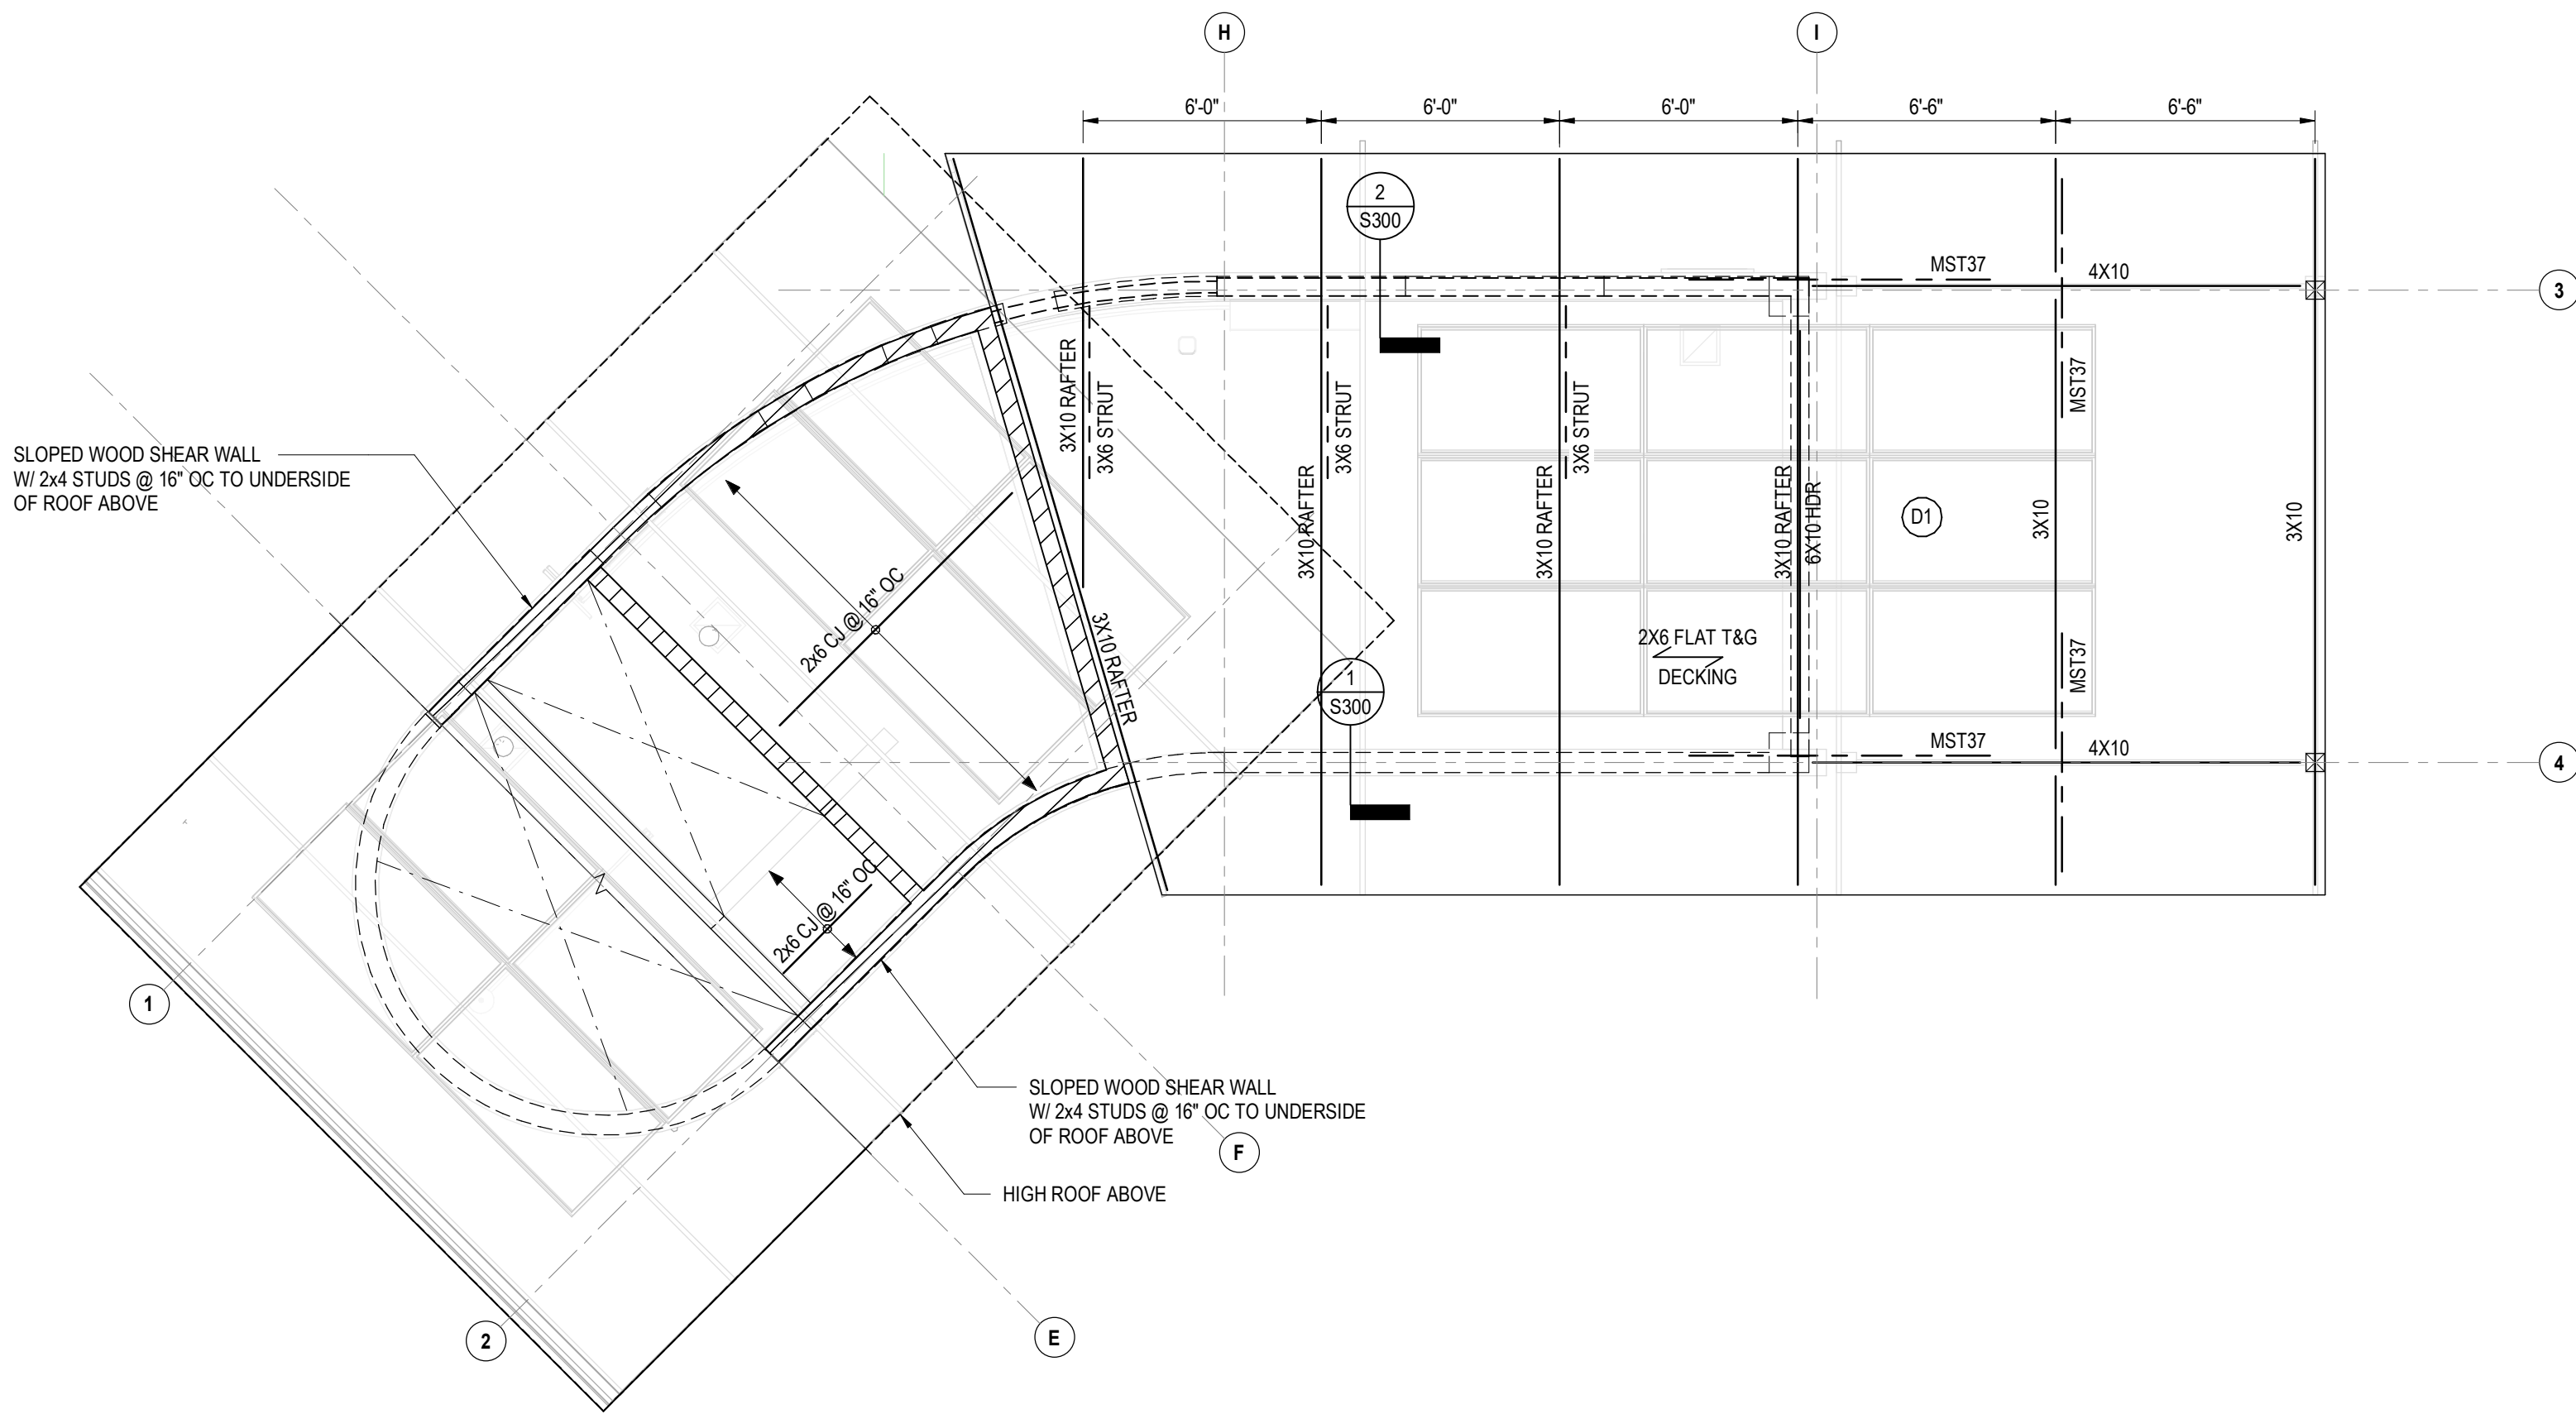 H
I
6'-0"
6'-0"
6'-0"
6'-6"
6'-6"
2
S300
MST37
4X10
3
3X10 RAFTER
3X6 STRUT
3X10 RAFTER
3X6 STRUT
3X10 RAFTER
3X6 STRUT
3X10 RAFTER
6X10 HDR
D1
3X10
MST37
3X10
SLOPED WOOD SHEAR WALL
W/ 2x4 STUDS @ 16" OC TO UNDERSIDE
OF ROOF ABOVE
2x6 CJ @ 16" OC
3X10 RAFTER
2X6 FLAT T&G
DECKING
MST37
1
S300
MST37
4X10
4
2x6 CJ @ 16" OC
1
SLOPED WOOD SHEAR WALL
W/ 2x4 STUDS @ 16" OC TO UNDERSIDE
OF ROOF ABOVE
F
HIGH ROOF ABOVE
2
E